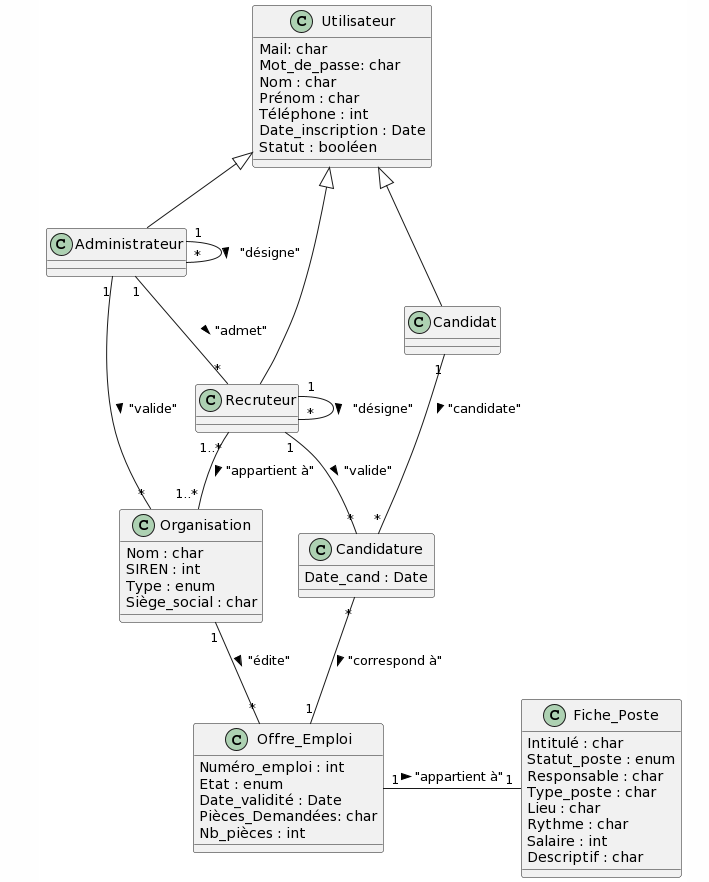 C Utilisateur
Mail: char
Mot_de_passe: char
Nom : char
Prénom : char
Téléphone : int
Date_inscription : Date
Statut : booléen
C Administrateur
1
*
"désigne"
1
1
"admet"
*
C Candidat
1
"candidate"
*
C Recruteur
1
*
"désigne"
"valide"
*
1..*
"appartient à"
1..*
1
"valide"
*
C Organisation
Nom : char
SIREN : int
Type : enum
Siège_social : char
C Candidature
Date_cand : Date
1
"édite"
*
*
"correspond à"
1
C Offre_Emploi
Numéro_emploi : int
Etat : enum
Date_validité : Date
Pièces_Demandées: char
Nb_pièces : int
1 "appartient à" 1
C Fiche_Poste
Intitulé : char
Statut_poste : enum
Responsable : char
Type_poste : char
Lieu : char
Rythme : char
Salaire : int
Descriptif : char